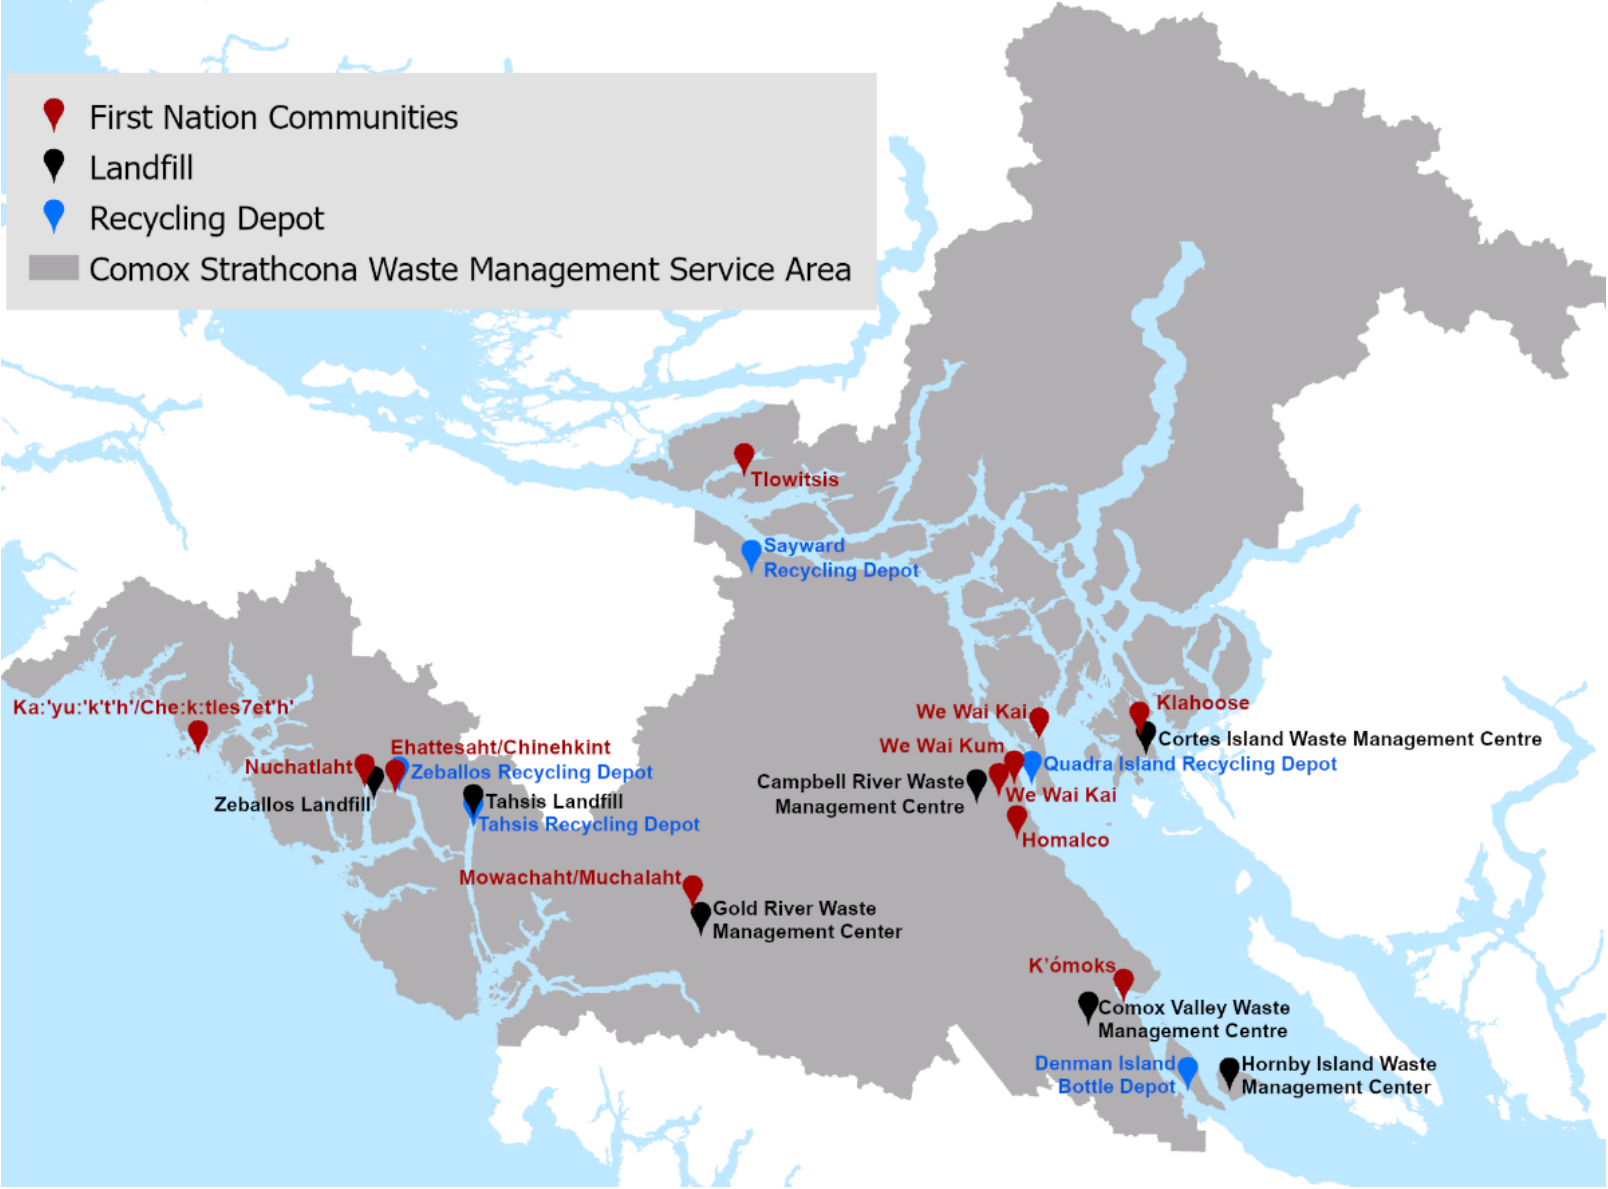 First Nation Communities
Landfill
Recycling Depot
Comox Strathcona Waste Management Service Area
Tlowitsis
Sayward
Recycling Depot
Ka:'yu:'k't'h'/Che:k:tles7et'h'
We Wai Kai
Klahoose
Cortes Island Waste Management Centre
We Wai Kum
Quadra Island Recycling Depot
Ehattesaht/Chinehkint
Nuchatlaht
Zeballos Recycling Depot
Zeballos Landfill
Tahsis Landfill
Tahsis Recycling Depot
Campbell River Waste
Management Centre
We Wai Kai
Homalco
Mowachaht/Muchalaht
Gold River Waste
Management Center
K'ómoks
Comox Valley Waste
Management Centre
Denman Island
Bottle Depot
Hornby Island Waste
Management Center